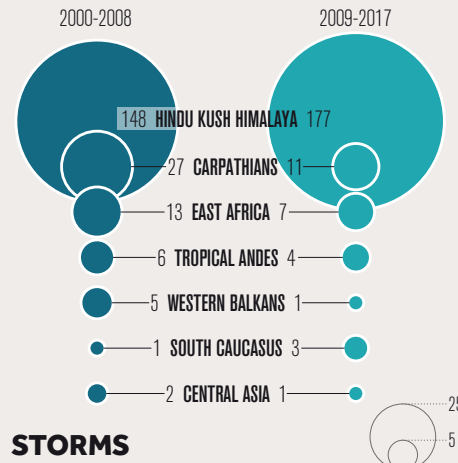 2000-2008 2009-2017
148 HINDU KUSH HIMALAYA 177
27 CARPATHIANS 11
13 EAST AFRICA 7
6 TROPICAL ANDES 4
5 WESTERN BALKANS 1
1 SOUTH CAUCASUS 3
2 CENTRAL ASIA 1
25
5
STORMS